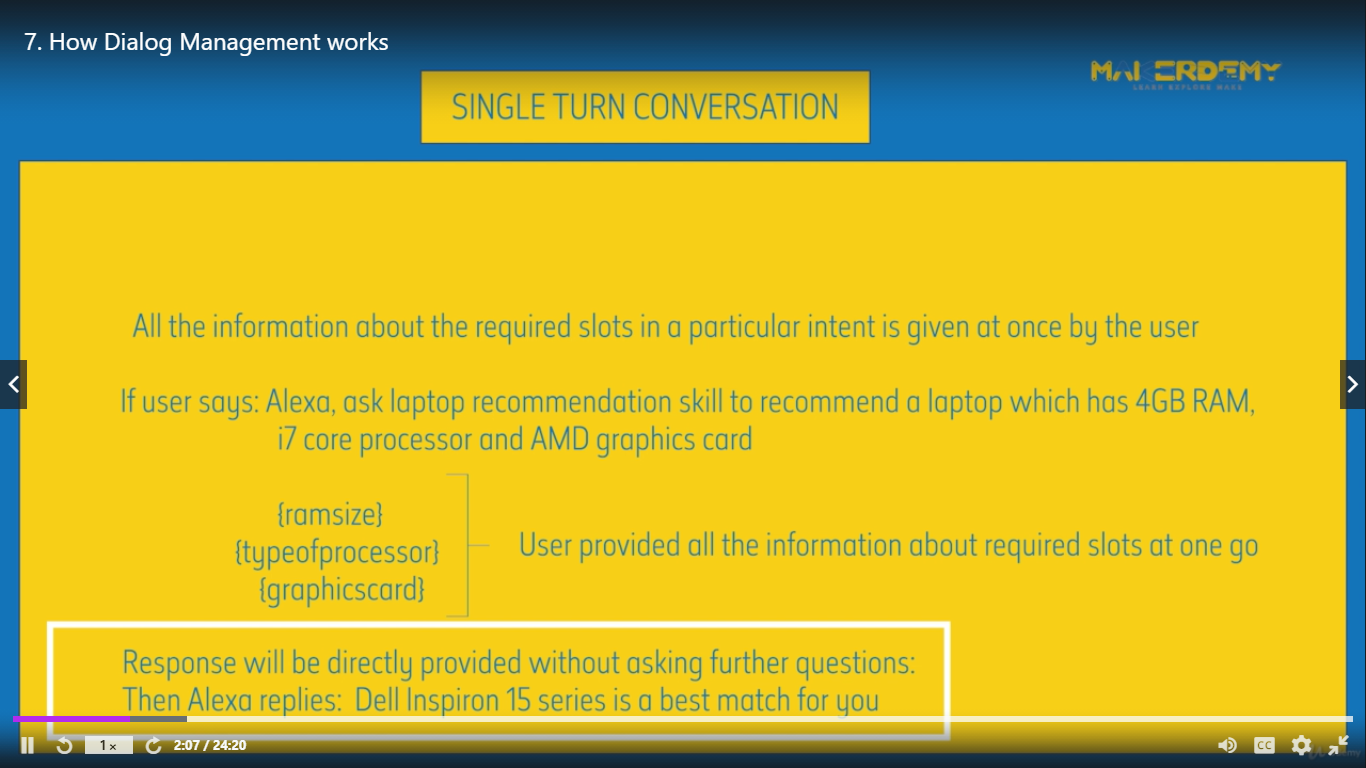 7. How Dialog Management works
MAKERDEMY
LEARN EXPLORE MAKE
SINGLE TURN CONVERSATION
All the information about the required slots in a particular intent is given at once by the user
If user says: Alexa, ask laptop recommendation skill to recommend a laptop which has 4GB RAM,
i7 core processor and AMD graphics card
{ramsize}
{typeofprocessor}
{graphicscard}
User provided all the information about required slots at one go
Response will be directly provided without asking further questions:
Then Alexa replies: Dell Inspiron 15 series is a best match for you
1x
2:07 / 24:20
CC